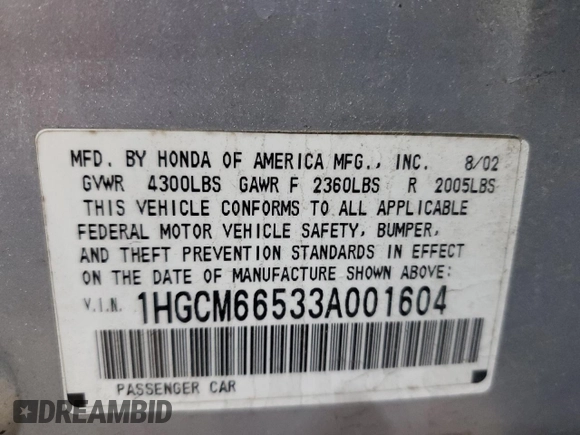 MFD. BY HONDA OF AMERICA MFG., INC. 8/02
GVWR 4300LBS GAWR F 2360LBS R 2005LBS
THIS VEHICLE CONFORMS TO ALL APPLICABLE
FEDERAL MOTOR VEHICLE SAFETY, BUMPER,
AND THEFT PREVENTION STANDARDS IN EFFECT
ON THE DATE OF MANUFACTURE SHOWN ABOVE:
V.I.N. 1HGCM66533A001604
PASSENGER CAR
DREAMBID